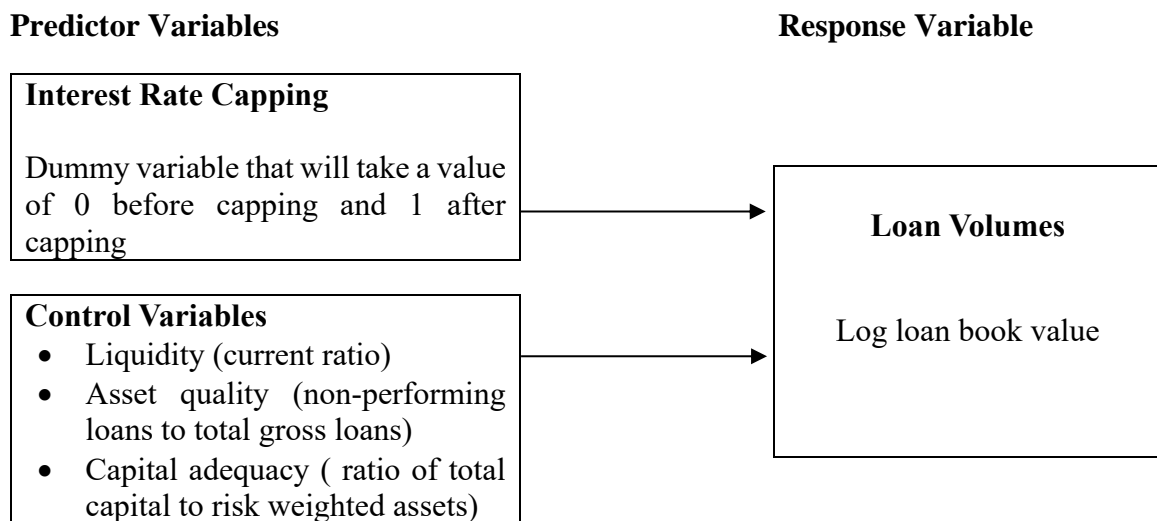 Predictor Variables
Response Variable
Interest Rate Capping
Dummy variable that will take a value
of 0 before capping and 1 after
capping
Control Variables
• Liquidity (current ratio)
• Asset quality (non-performing
loans to total gross loans)
• Capital adequacy ( ratio of total
capital to risk weighted assets)
Loan Volumes
Log loan book value